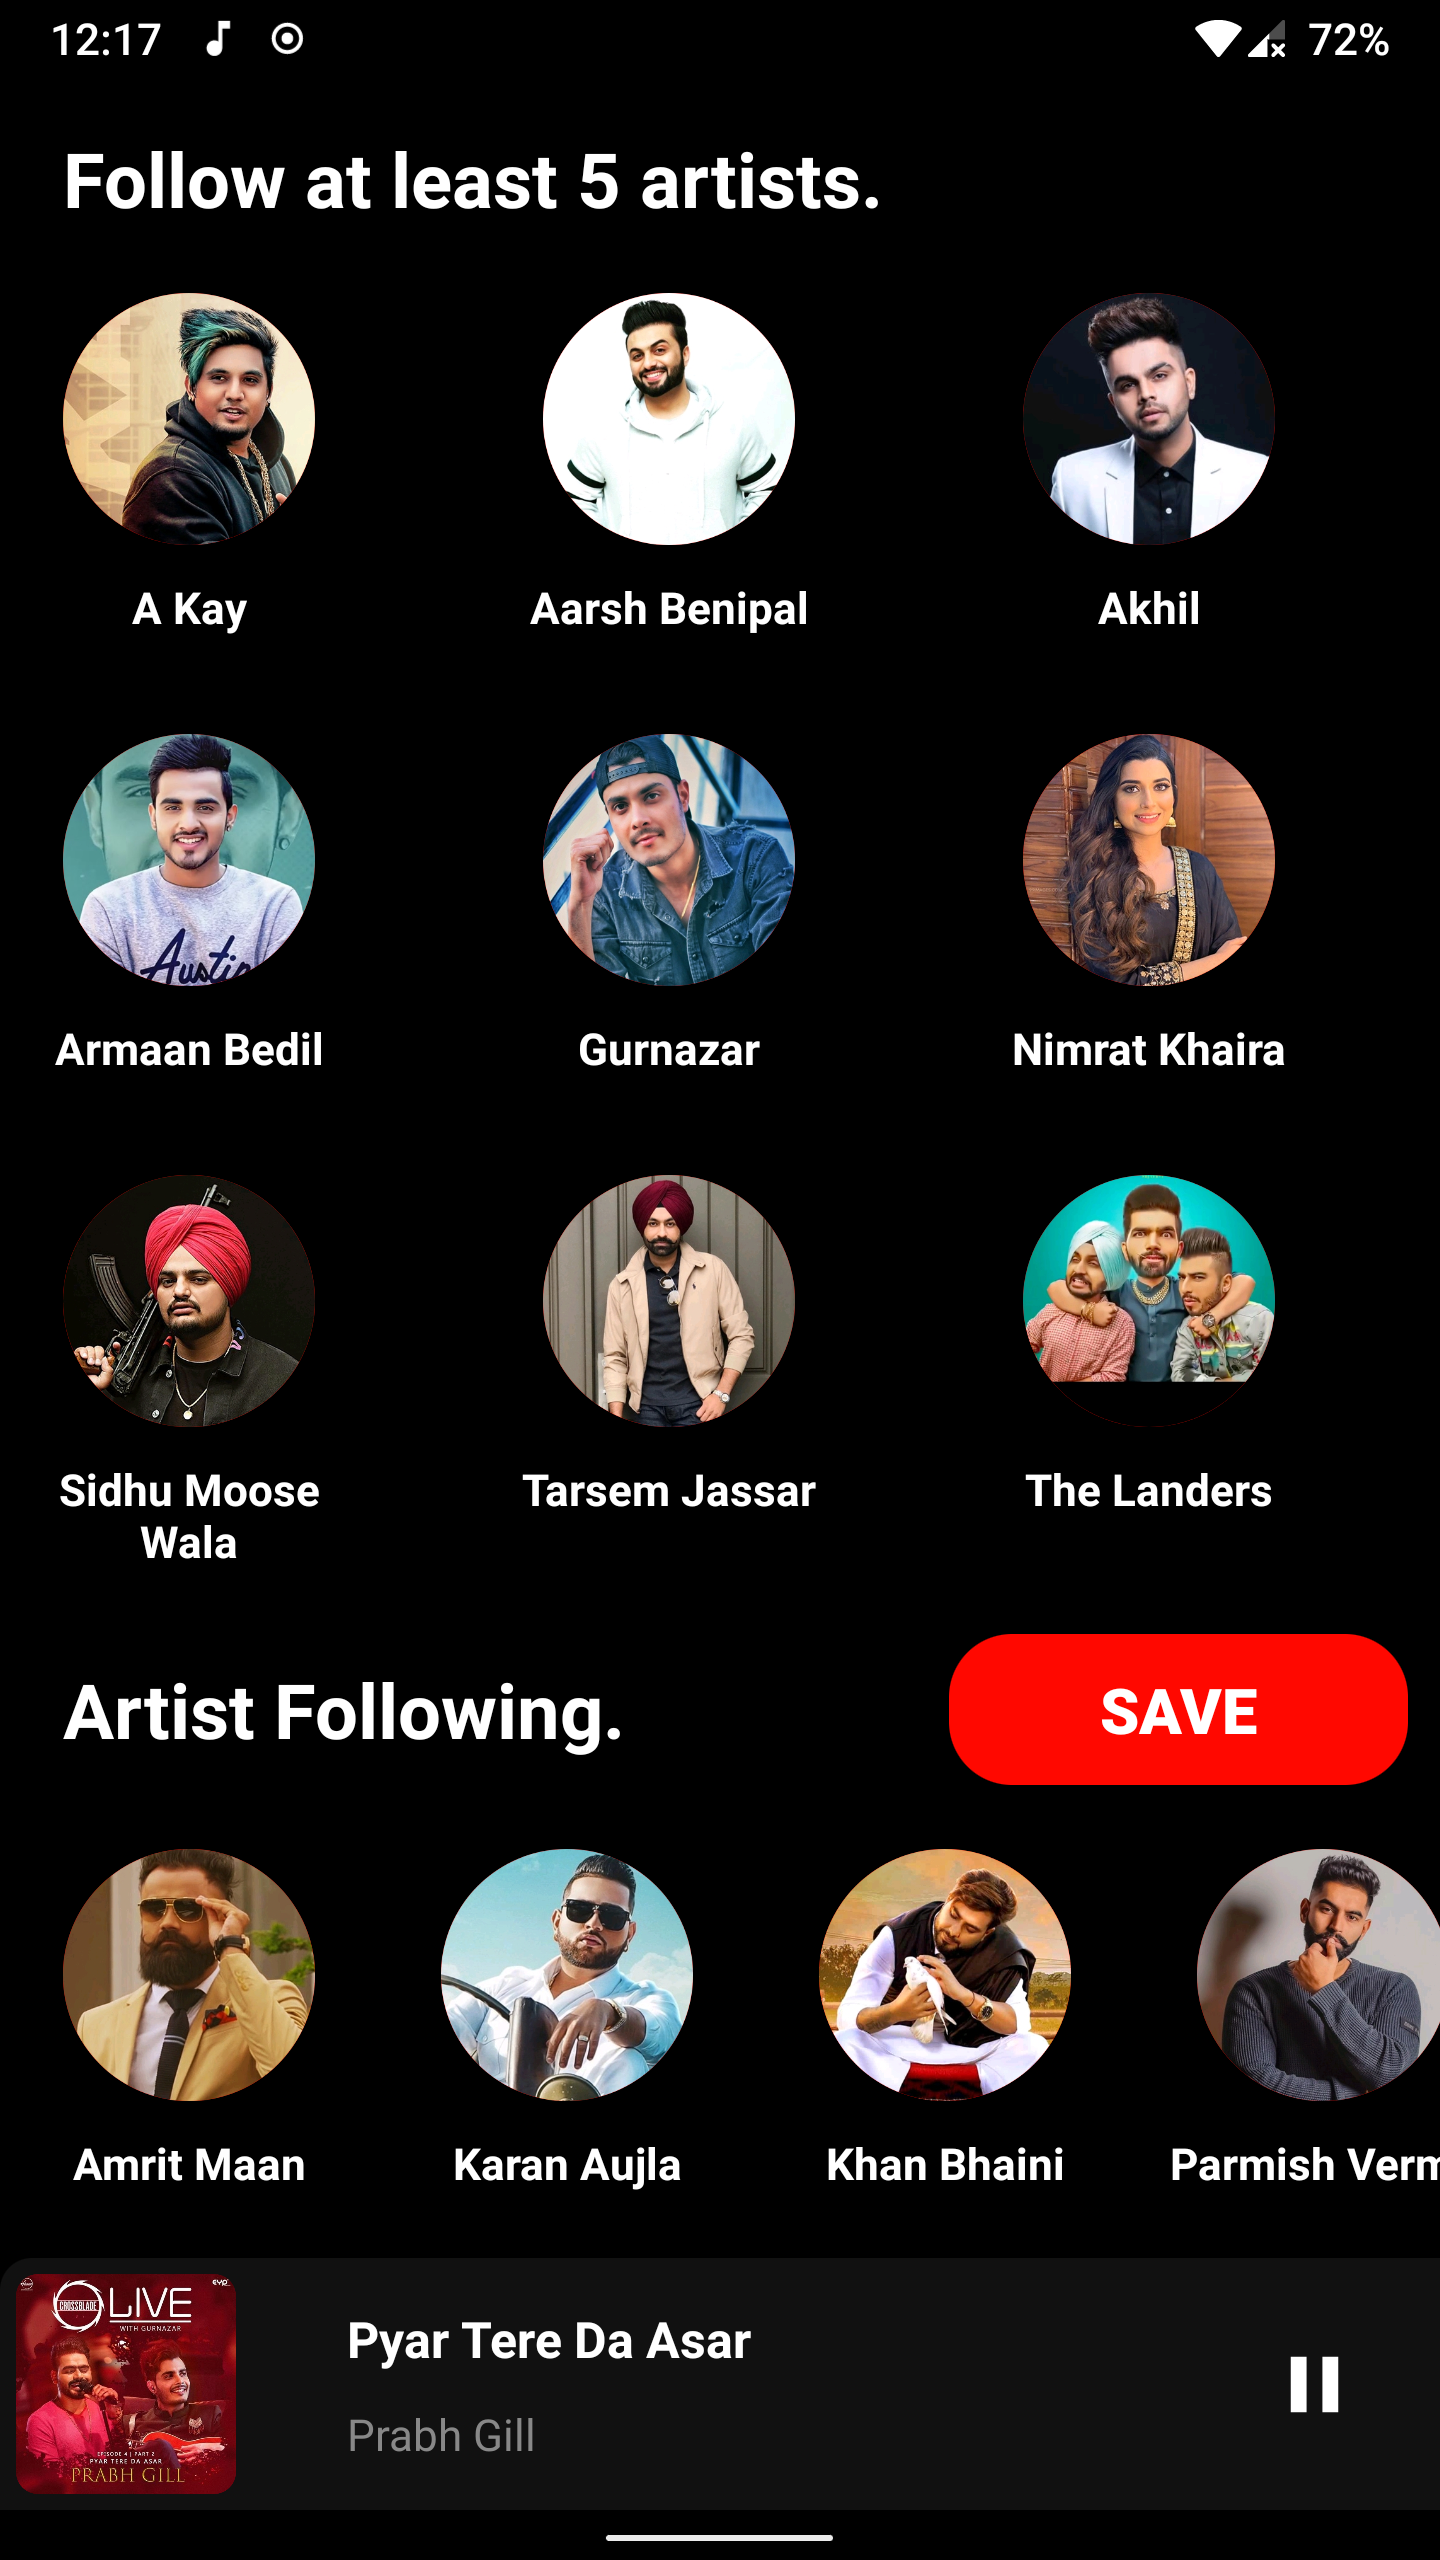 12:17
72%
Follow at least 5 artists.
A Kay
Aarsh Benipal
Akhil
Austin
Armaan Bedil
Gurnazar
Nimrat Khaira
Sidhu Moose
Wala
Tarsem Jassar
The Landers
Artist Following.
SAVE
Amrit Maan
Karan Aujla
Khan Bhaini
Parmish Verm
CROSSBLADE
LIVE
WITH GURNAZAR
EPISODE 4 | PART 2
PYAR TERE DA ASAR
PRABH GILL
Pyar Tere Da Asar
Prabh Gill